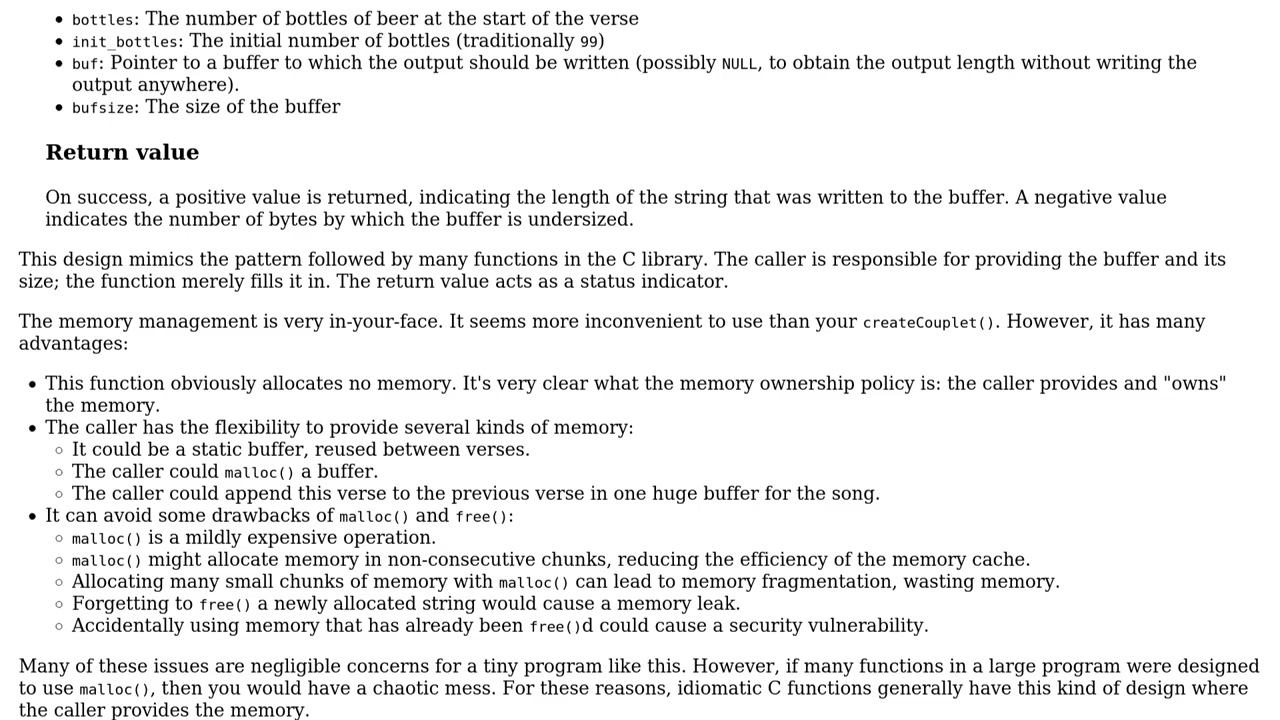 • bottles: The number of bottles of beer at the start of the verse
• init_bottles: The initial number of bottles (traditionally 99)
• buf: Pointer to a buffer to which the output should be written (possibly NULL, to obtain the output length without writing the
output anywhere).
• bufsize: The size of the buffer
Return value
On success, a positive value is returned, indicating the length of the string that was written to the buffer. A negative value
indicates the number of bytes by which the buffer is undersized.
This design mimics the pattern followed by many functions in the C library. The caller is responsible for providing the buffer and its
size; the function merely fills it in. The return value acts as a status indicator.
The memory management is very in-your-face. It seems more inconvenient to use than your createCouplet(). However, it has many
advantages:
• This function obviously allocates no memory. It's very clear what the memory ownership policy is: the caller provides and "owns"
the memory.
• The caller has the flexibility to provide several kinds of memory:
◦ It could be a static buffer, reused between verses.
◦ The caller could malloc() a buffer.
◦ The caller could append this verse to the previous verse in one huge buffer for the song.
• It can avoid some drawbacks of malloc() and free():
◦ malloc() is a mildly expensive operation.
◦ malloc() might allocate memory in non-consecutive chunks, reducing the efficiency of the memory cache.
◦ Allocating many small chunks of memory with malloc() can lead to memory fragmentation, wasting memory.
◦ Forgetting to free() a newly allocated string would cause a memory leak.
◦ Accidentally using memory that has already been free()d could cause a security vulnerability.
Many of these issues are negligible concerns for a tiny program like this. However, if many functions in a large program were designed
to use malloc(), then you would have a chaotic mess. For these reasons, idiomatic C functions generally have this kind of design where
the caller provides the memory.